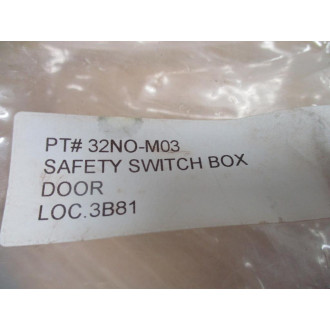 PT# 32NO-M03
SAFETY SWITCH BOX
DOOR
LOC.3B81